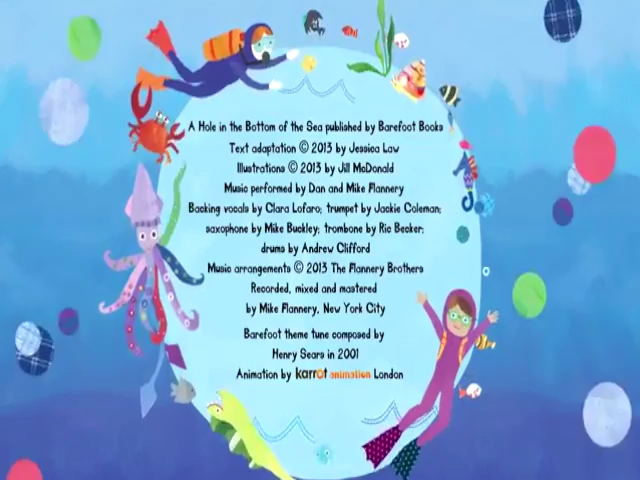 A Hole in the Bottom of the Sea published by Barefoot Books
Text adaptation © 2013 by Jessica Law
Illustrations © 2013 by Jill McDonald
Music performed by Dan and Mike Flannery
Backing vocals by Clara Lofaro; trumpet by Jackie Coleman;
saxophone by Mike Buckley; trombone by Ric Becker;
drums by Andrew Clifford
Music arrangements © 2013 The Flannery Brothers
Recorded, mixed and mastered
by Mike Flannery, New York City
Barefoot theme tune composed by
Henry Sears in 2001
Animation by karrot animation London